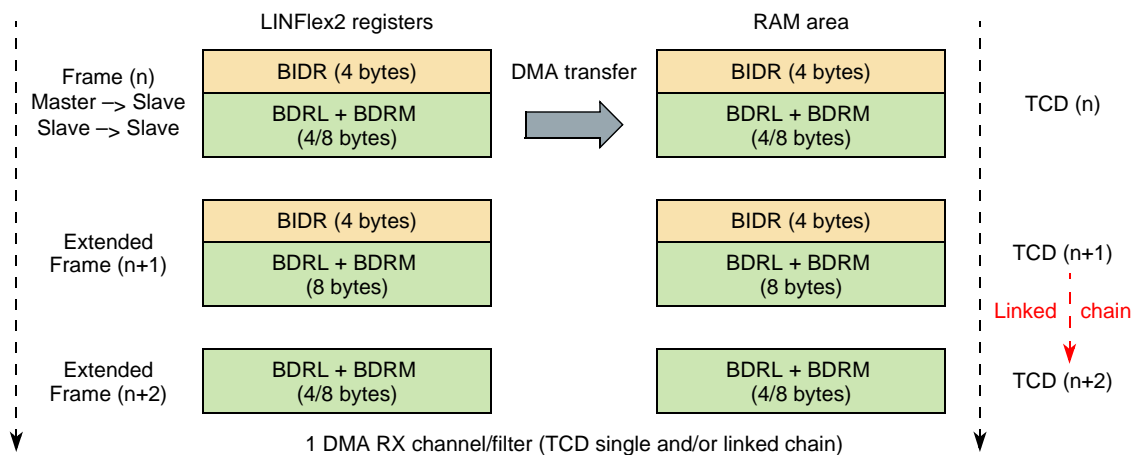 LINFlex2 registers
RAM area
Frame (n)
Master –> Slave
Slave –> Slave
BIDR (4 bytes)
BDRL + BDRM
(4/8 bytes)
DMA transfer
BIDR (4 bytes)
BDRL + BDRM
(4/8 bytes)
TCD (n)
Extended
Frame (n+1)
BIDR (4 bytes)
BDRL + BDRM
(8 bytes)
BIDR (4 bytes)
BDRL + BDRM
(8 bytes)
TCD (n+1)
Linked chain
Extended
Frame (n+2)
BDRL + BDRM
(4/8 bytes)
BDRL + BDRM
(4/8 bytes)
TCD (n+2)
1 DMA RX channel/filter (TCD single and/or linked chain)